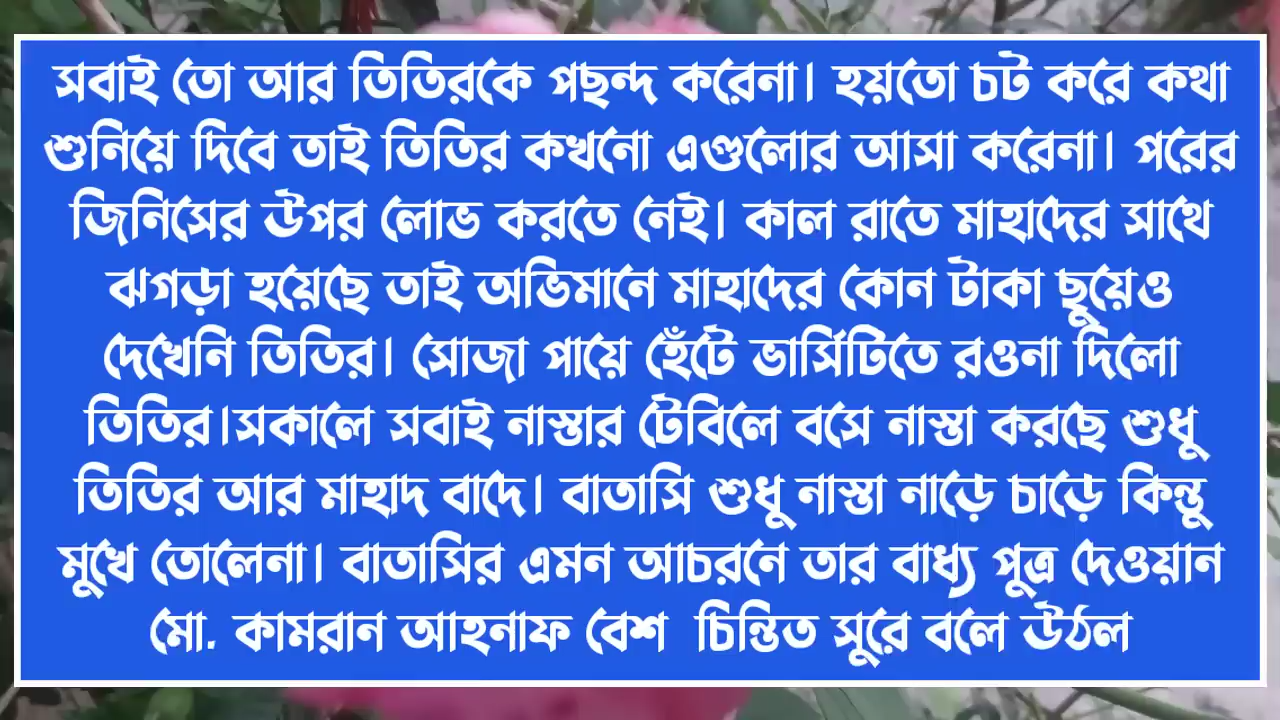 সবাই তো আর তিতিরকে পছন্দ করেনা। হয়তো চট করে কথা
শুনিয়ে দিবে তাই তিতির কখনো এগুলোর আসা করেনা। পরের
জিনিসের উপর লোভ করতে নেই। কাল রাতে মাহাদের সাথে
ঝগড়া হয়েছে তাই অভিমানে মাহাদের কোন টাকা ছুয়েও
দেখেনি তিতির। সোজা পায়ে হেঁটে ভার্সিটিতে রওনা দিলো
তিতির।সকালে সবাই নাস্তার টেবিলে বসে নাস্তা করছে শুধু
তিতির আর মাহাদ বাদে। বাতাসি শুধু নাস্তা নাড়ে চাড়ে কিন্তু
মুখে তোলেনা। বাতাসির এমন আচরনে তার বাধ্য পুত্র দেওয়ান
মো. কামরান আহনাফ বেশ  চিন্তিত সুরে বলে উঠল